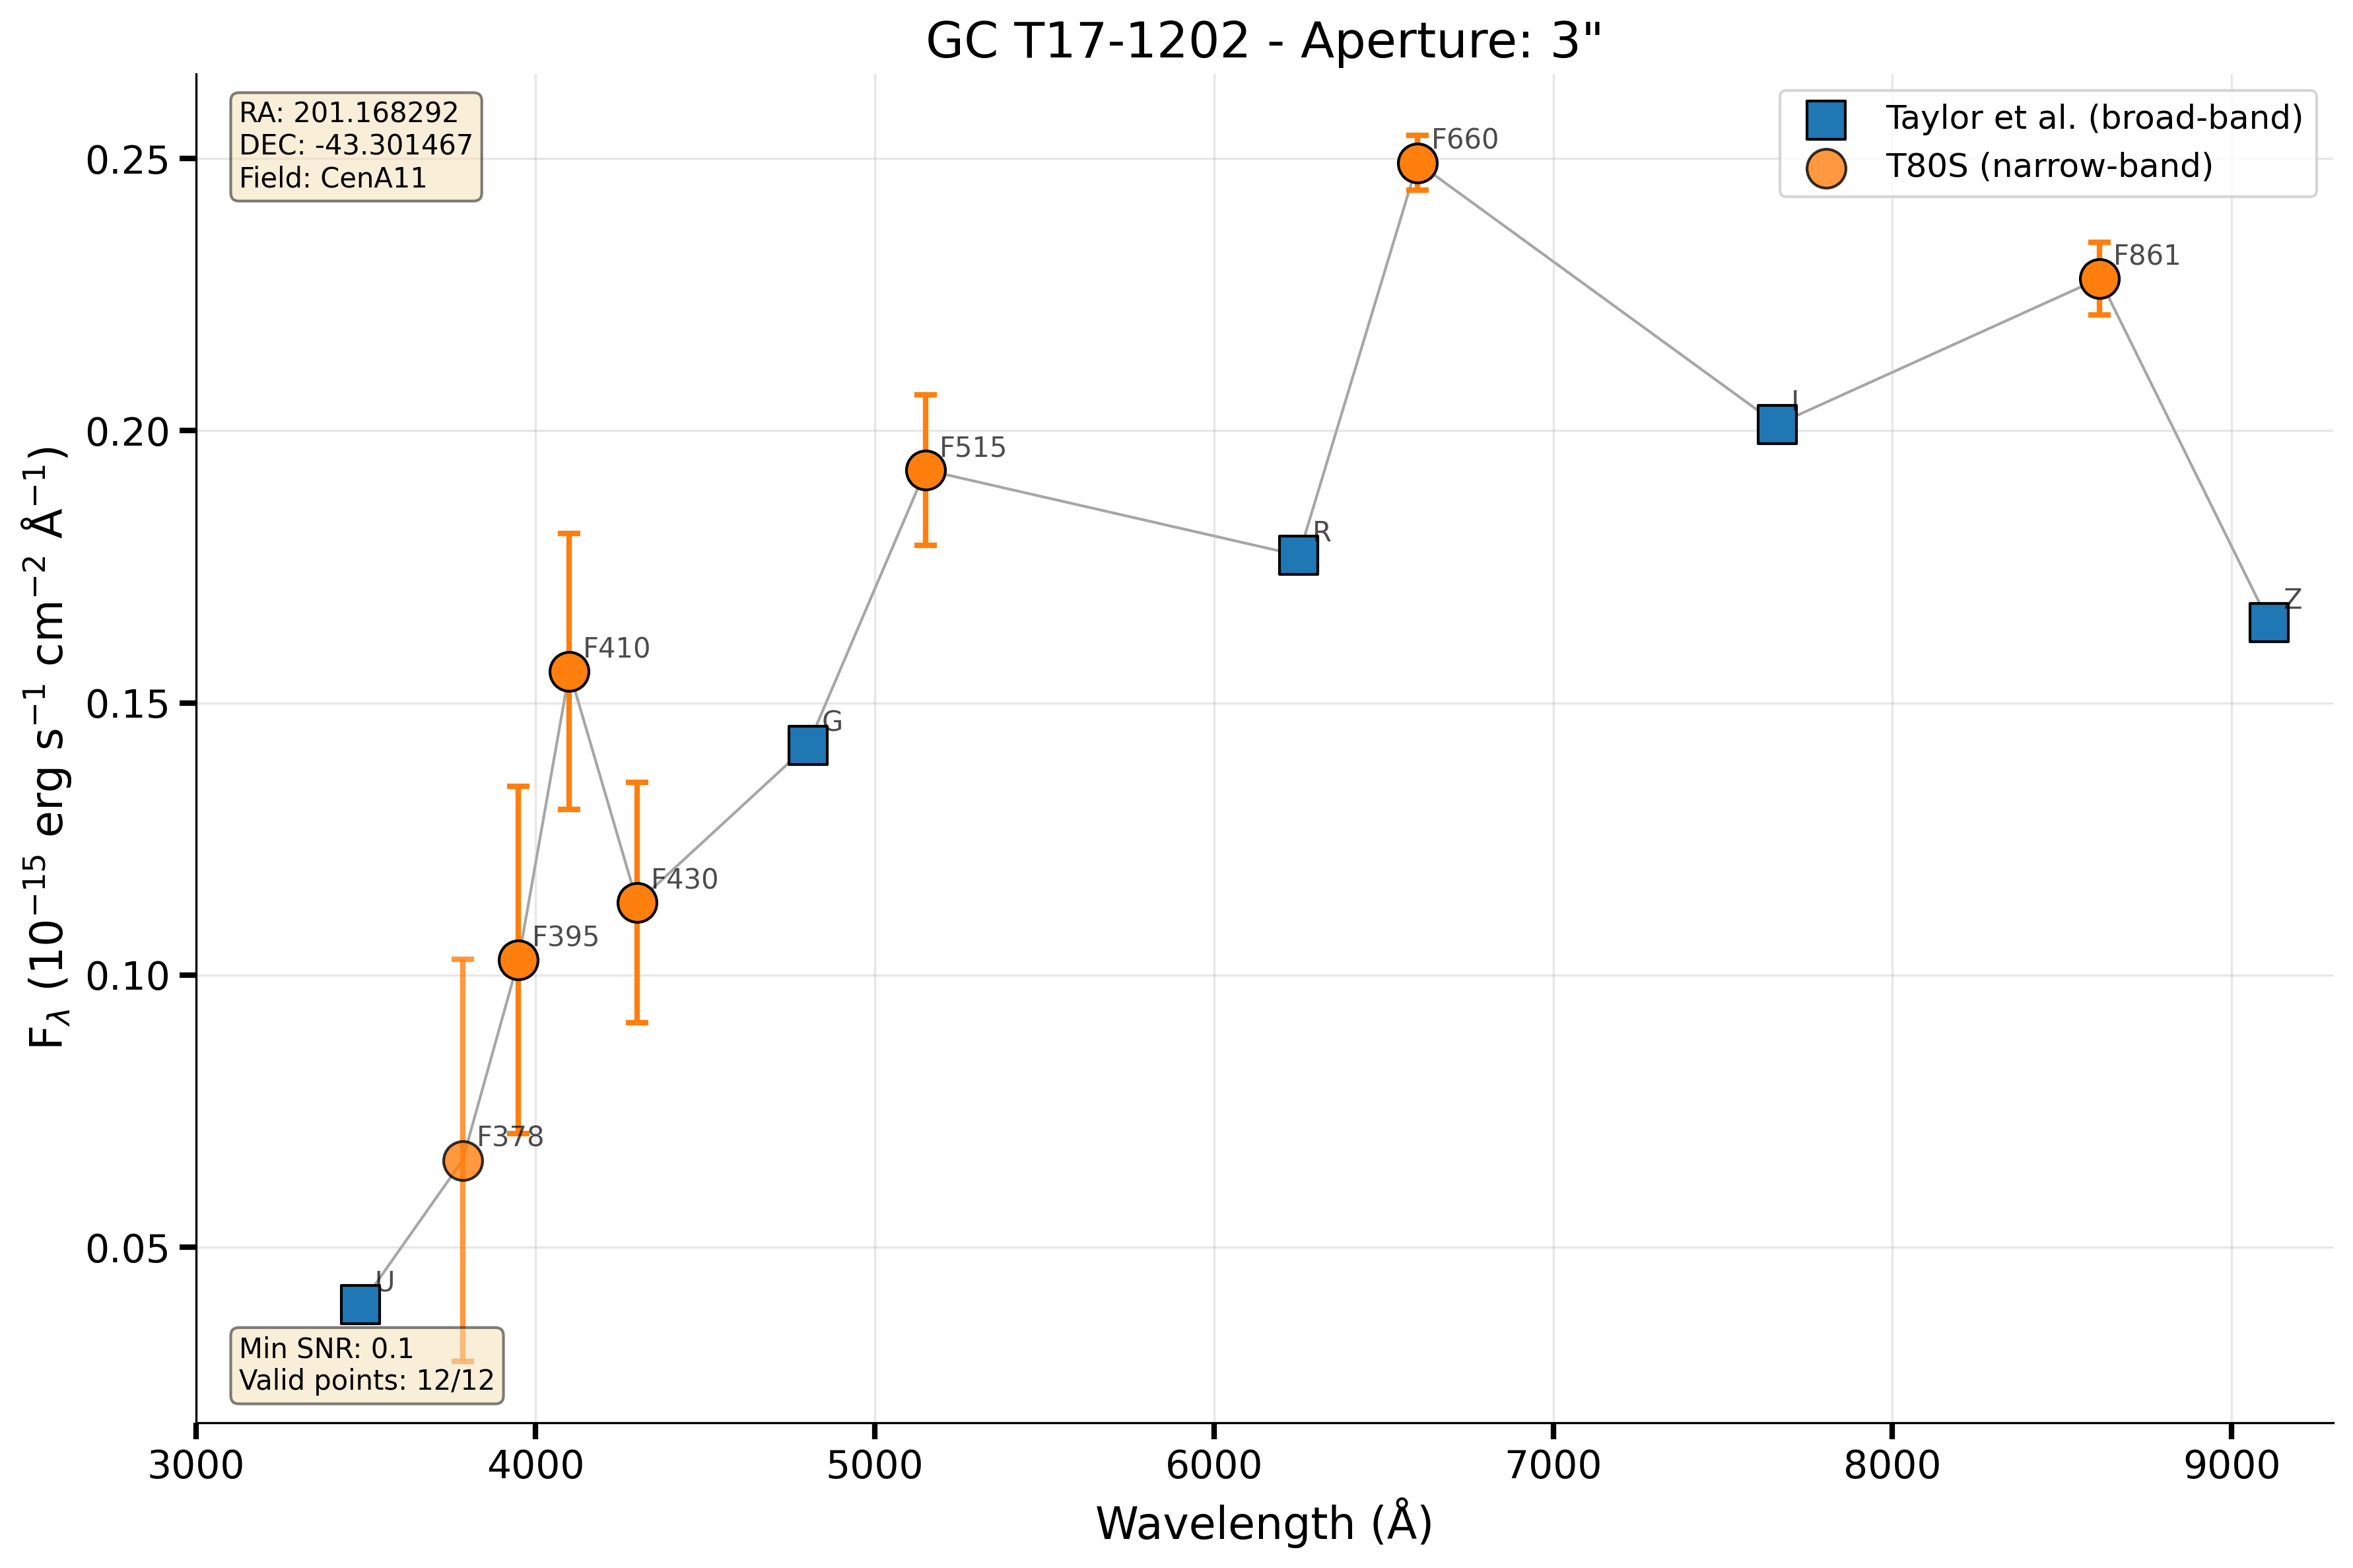 GC T17-1202 - Aperture: 3"
RA: 201.168292
DEC: -43.301467
Field: CenA11
Taylor et al. (broad-band)
T80S (narrow-band)
F660
F861
0.25
I
0.20
F515
R
Z
F410
0.15
G
F430
F395
0.10
F378
0.05
U
Min SNR: 0.1
Valid points: 12/12
F$_λ$ (10⁻¹⁵ erg s⁻¹ cm⁻² Å⁻¹)
3000 4000 5000 6000 7000 8000 9000
Wavelength (Å)